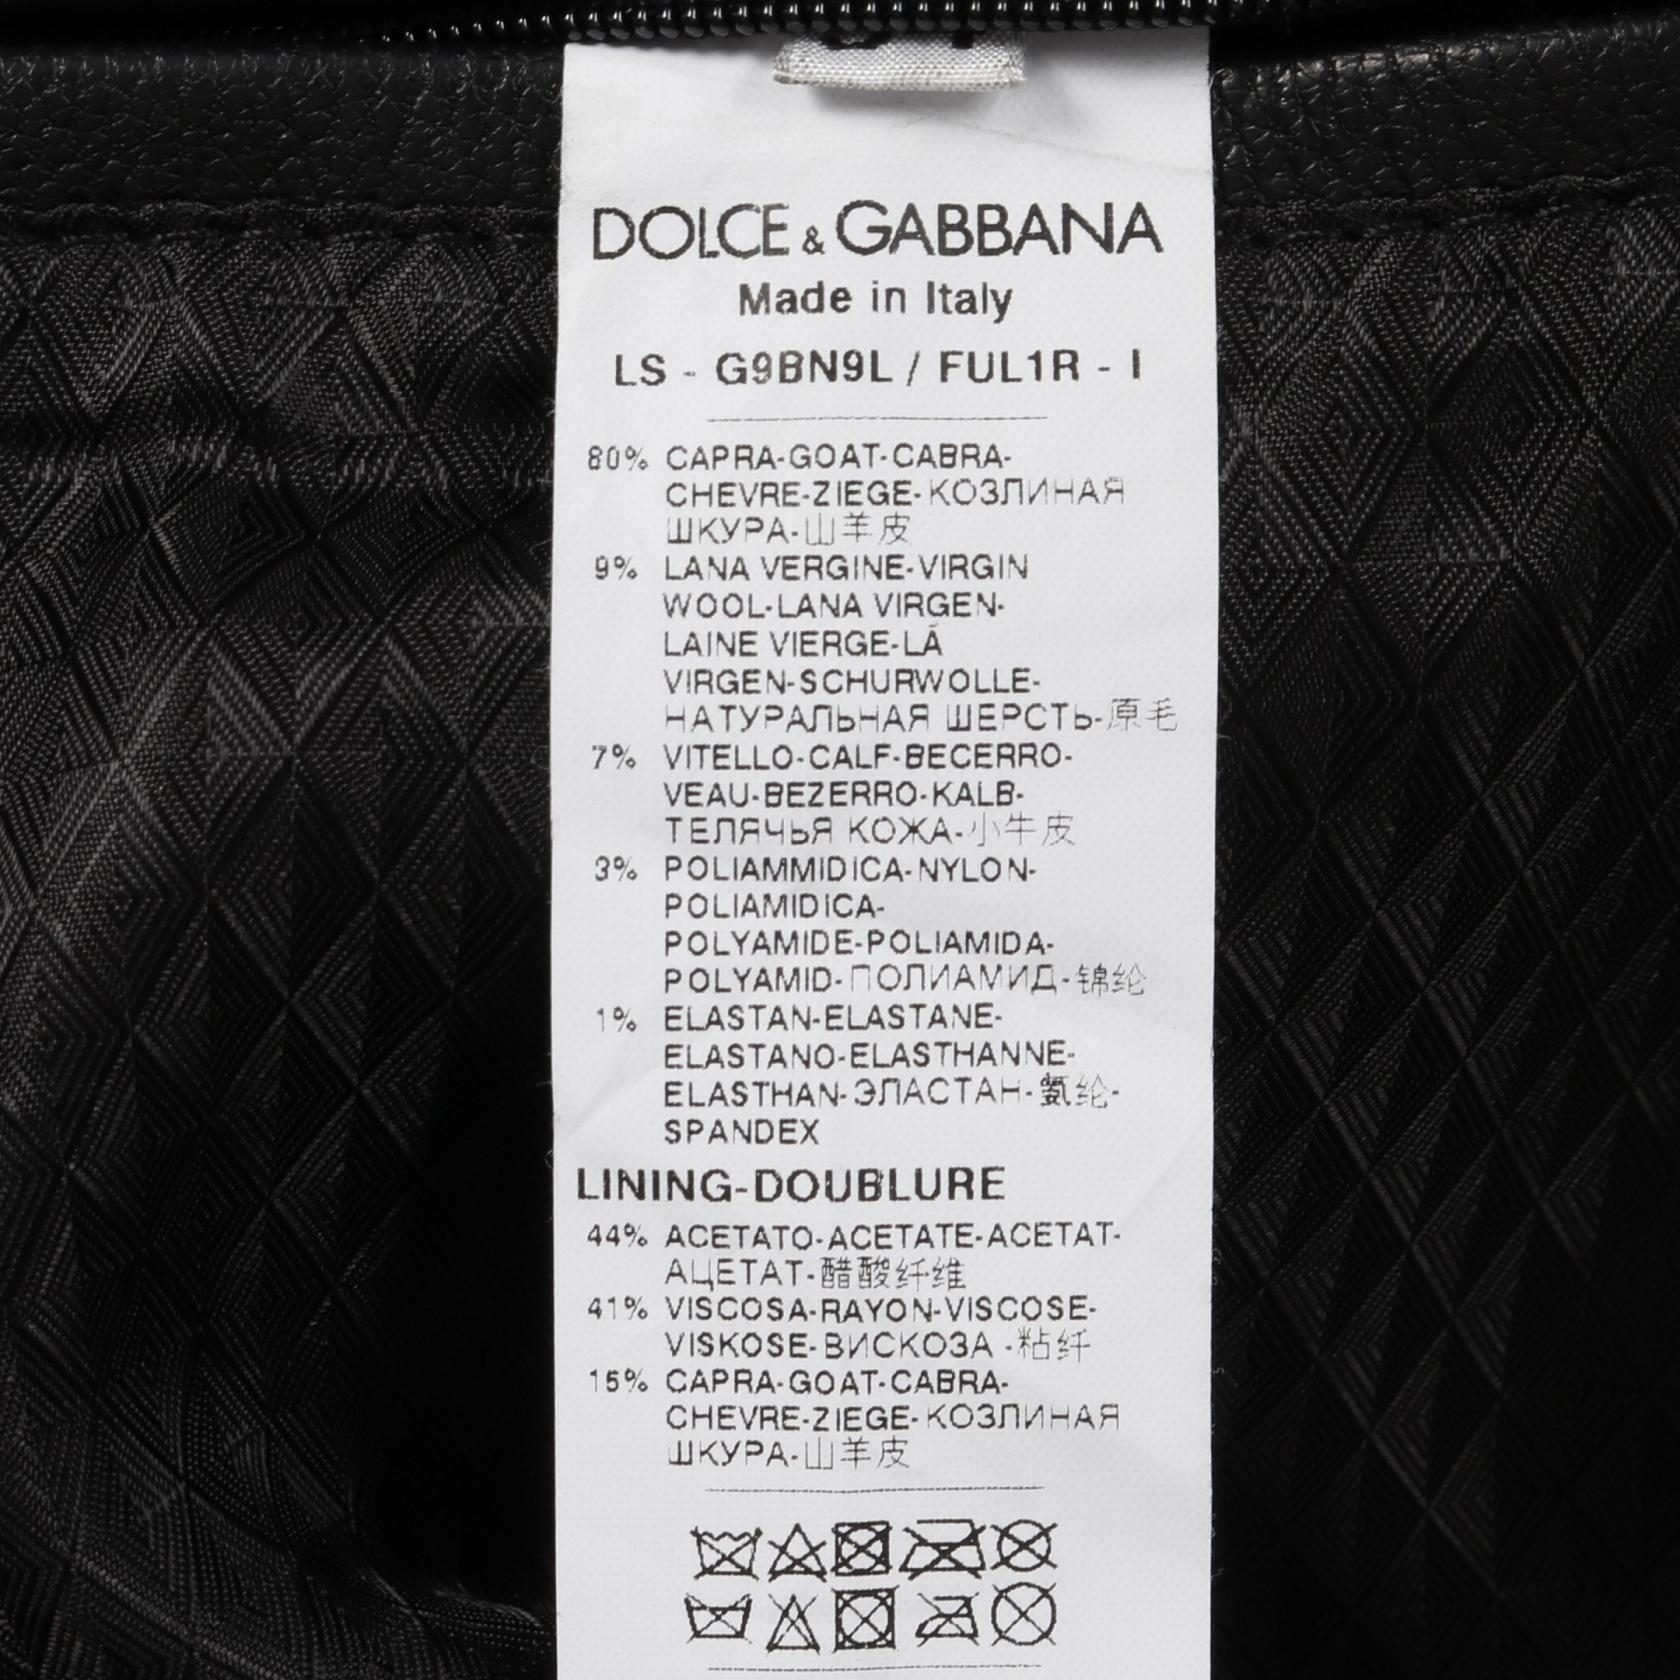 DOLCE & GABBANA
Made in Italy
LS - G9BN9L / FUL1R - I
80% CAPRA-GOAT-CABRA-
CHEVRE-ZIEGE-КОЗЛИНАЯ
ШКУРА-山羊皮
9% LANA VERGINE-VIRGIN
WOOL-LANA VIRGEN-
LAINE VIERGE-LÃ
VIRGEN-SCHURWOLLE-
НАТУРАЛЬНАЯ ШЕРСТЬ-原毛
7% VITELLO-CALF-BECERRO-
VEAU-BEZERRO-KALB-
ТЕЛЯЧЬЯ КОЖА-小牛皮
3% POLIAMMIDICA-NYLON-
POLIAMIDICA-
POLYAMIDE-POLIAMIDA-
POLYAMID-ПОЛИАМИД-锦纶
1% ELASTAN-ELASTANE-
ELASTANO-ELASTHANNE-
ELASTHAN-ЭЛАСТАН-氨纶-
SPANDEX
LINING-DOUBLURE
44% ACETATO-ACETATE-ACETAT-
АЦЕТАТ-醋酸纤维
41% VISCOSA-RAYON-VISCOSE-
VISKOSE-ВИСКОЗА -粘纤
15% CAPRA-GOAT-CABRA-
CHEVRE-ZIEGE-КОЗЛИНАЯ
ШКУРА-山羊皮